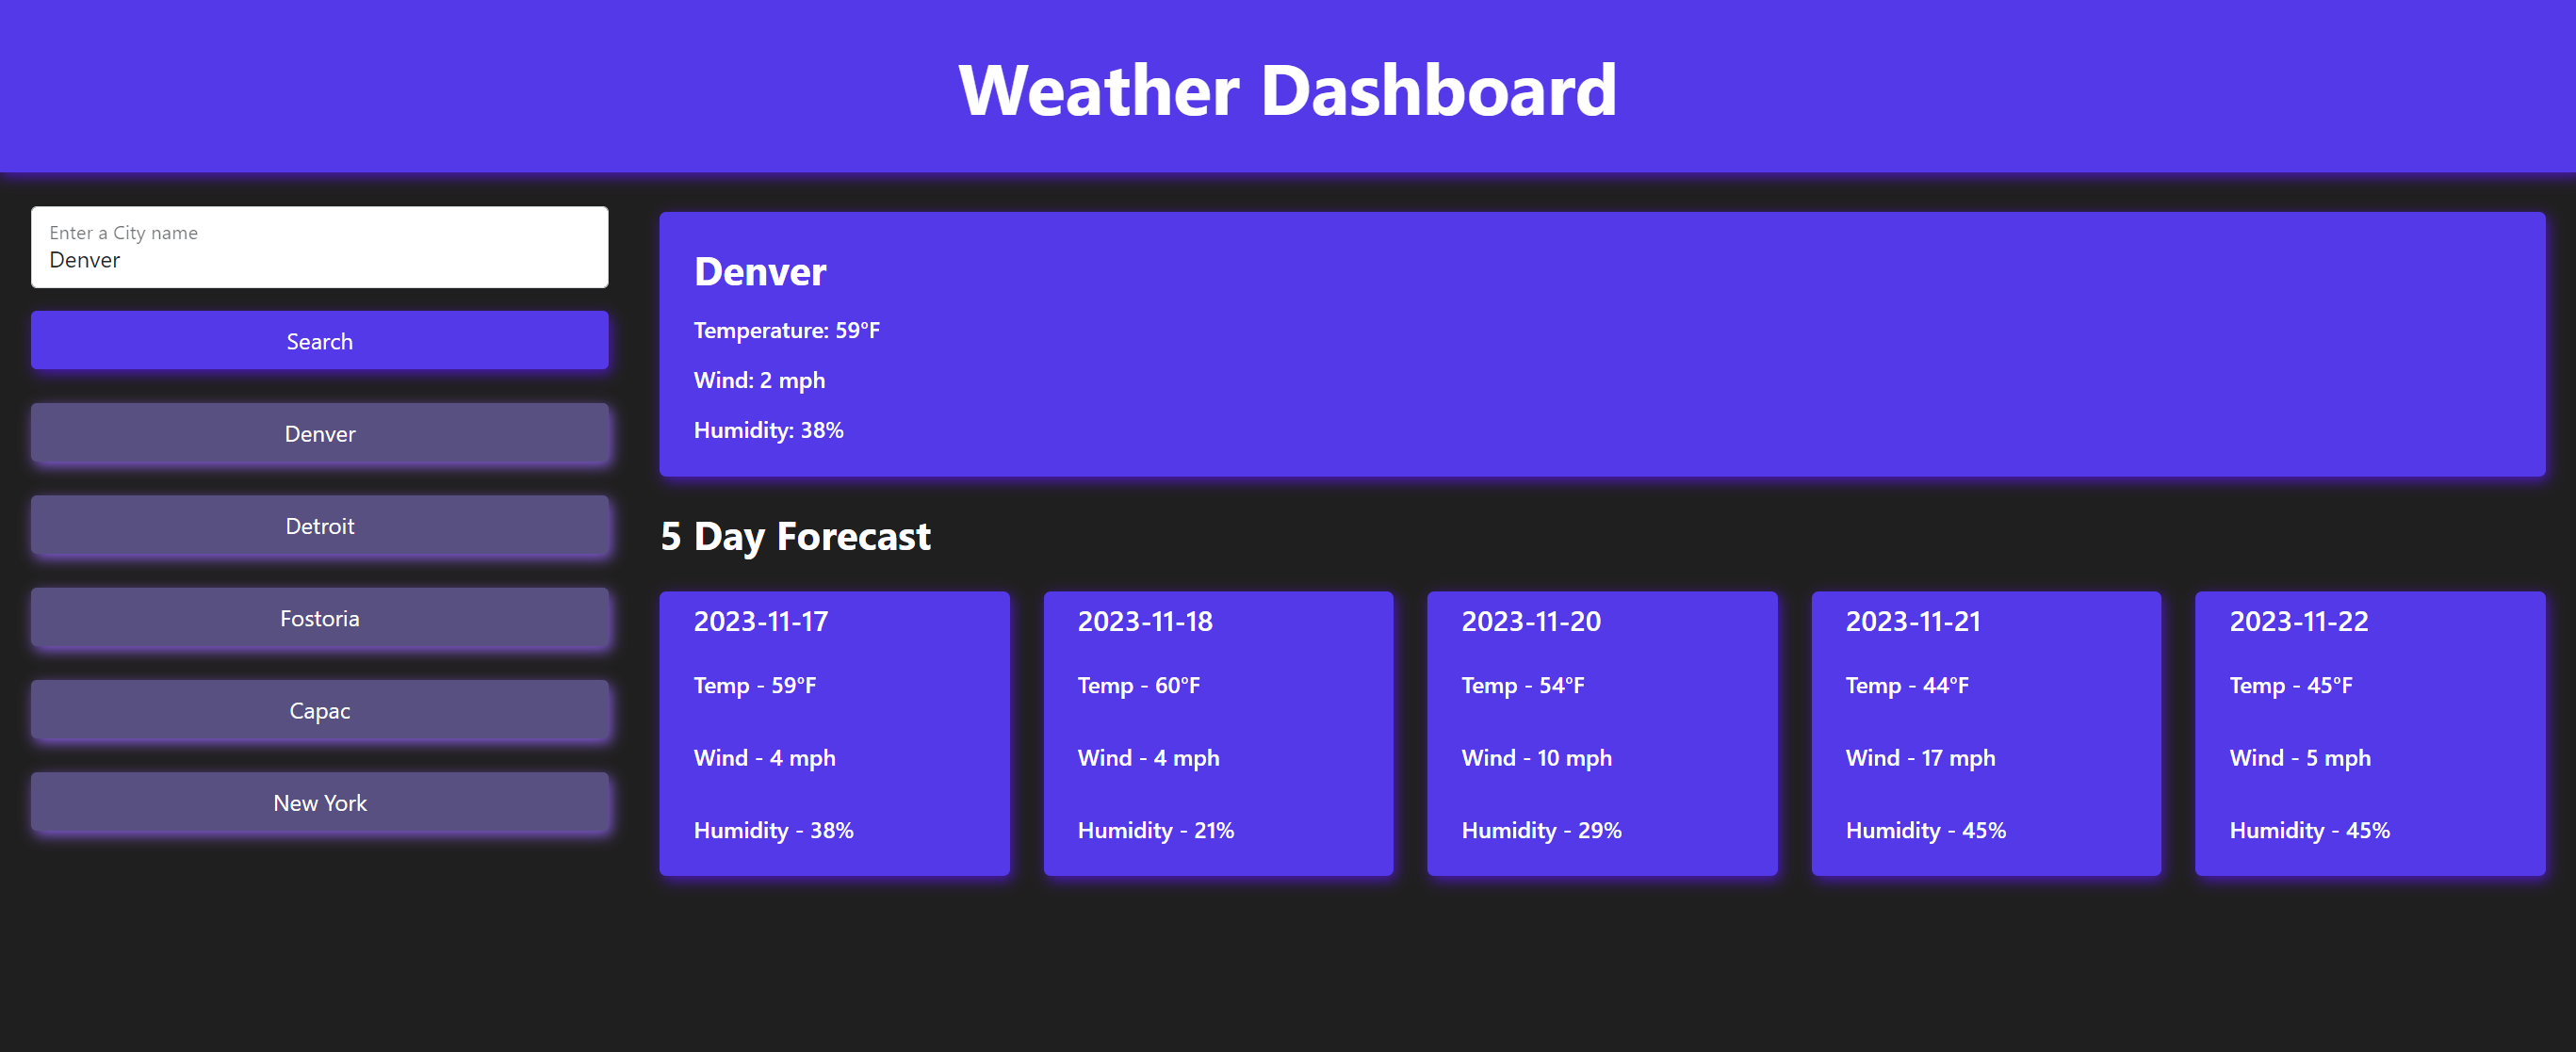 Weather Dashboard
Enter a City name
Denver
Search
Denver
Detroit
Fostoria
Capac
New York
Denver
Temperature: 59°F
Wind: 2 mph
Humidity: 38%
5 Day Forecast
2023-11-17
Temp - 59°F
Wind - 4 mph
Humidity - 38%
2023-11-18
Temp - 60°F
Wind - 4 mph
Humidity - 21%
2023-11-20
Temp - 54°F
Wind - 10 mph
Humidity - 29%
2023-11-21
Temp - 44°F
Wind - 17 mph
Humidity - 45%
2023-11-22
Temp - 45°F
Wind - 5 mph
Humidity - 45%